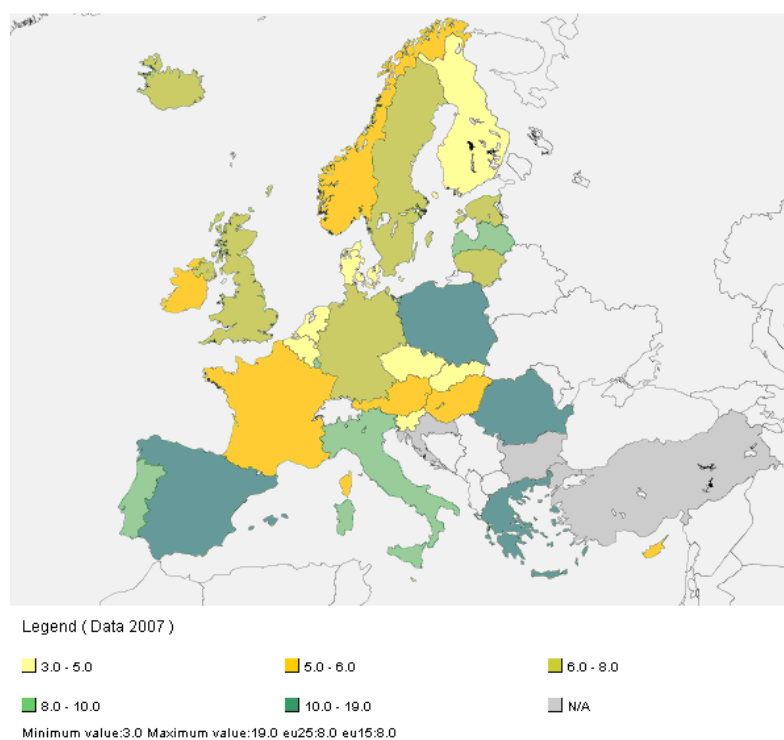 Legend ( Data 2007 )
3.0 - 5.0 5.0 - 6.0 6.0 - 8.0
8.0 - 10.0 10.0 - 19.0 N/A
Minimum value:3.0 Maximum value:19.0 eu25:8.0 eu15:8.0